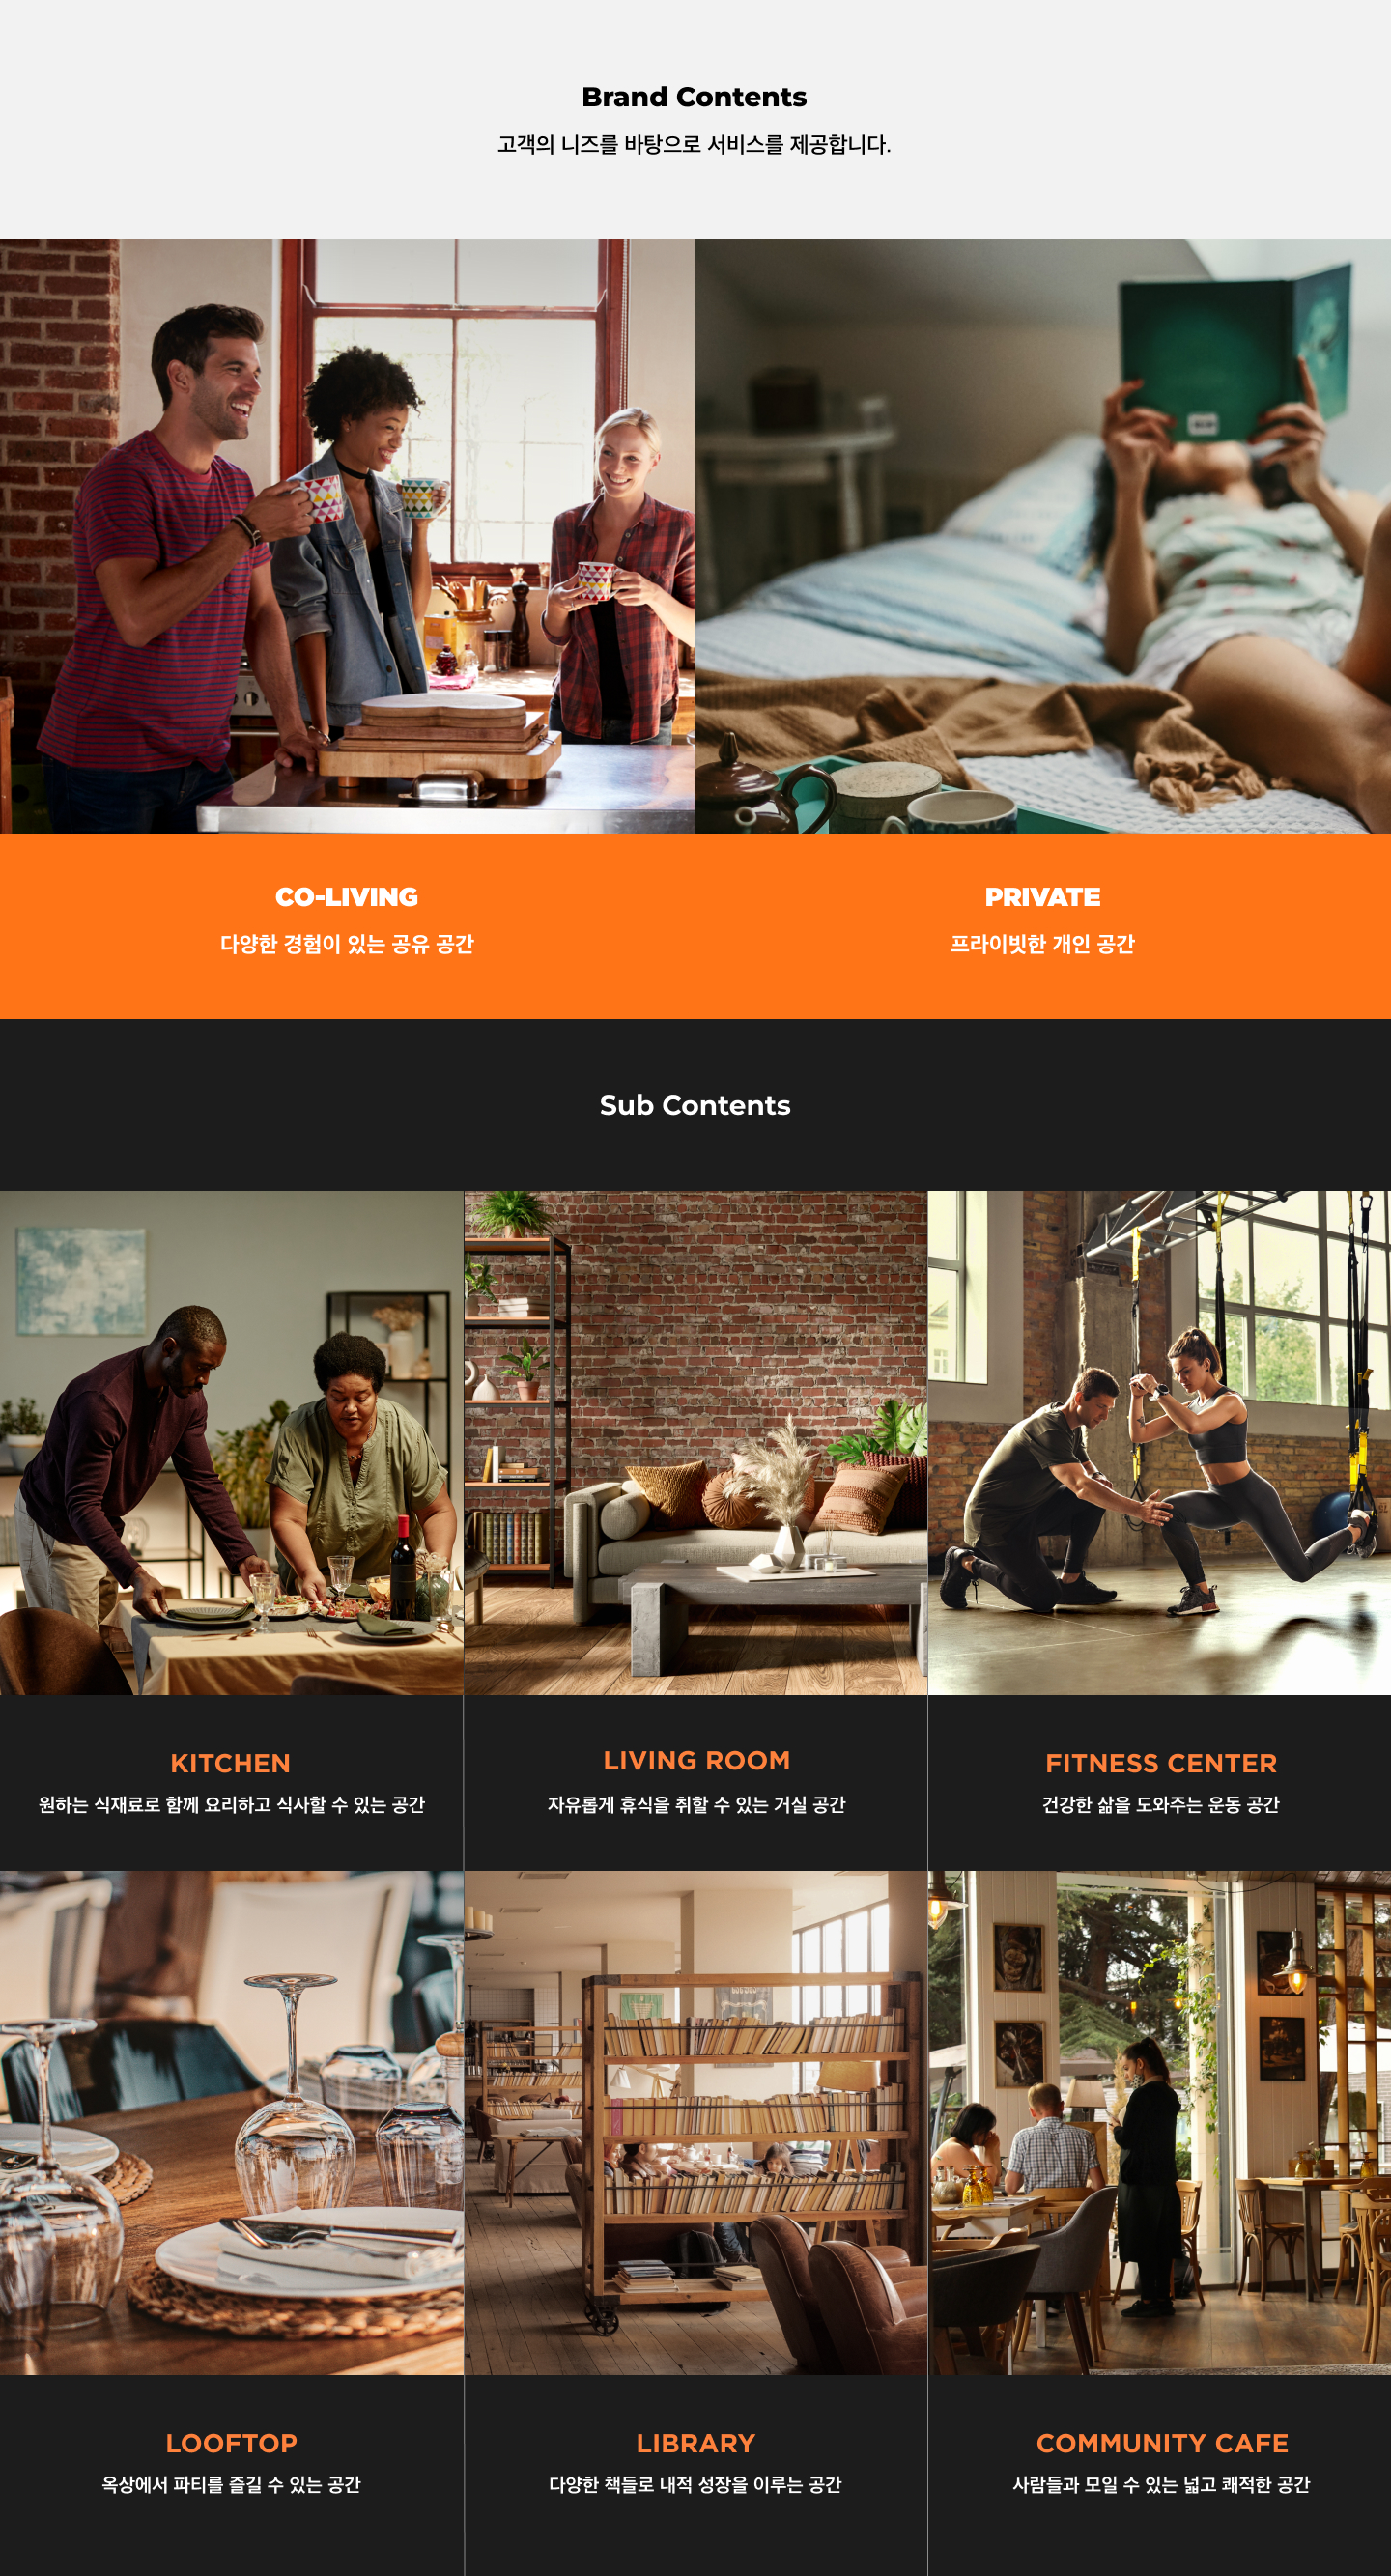 Brand Contents
고객의 니즈를 바탕으로 서비스를 제공합니다.
CO-LIVING
다양한 경험이 있는 공유 공간
PRIVATE
프라이빗한 개인 공간
Sub Contents
KITCHEN
원하는 식재료로 함께 요리하고 식사할 수 있는 공간
LIVING ROOM
자유롭게 휴식을 취할 수 있는 거실 공간
FITNESS CENTER
건강한 삶을 도와주는 운동 공간
LOOFTOP
옥상에서 파티를 즐길 수 있는 공간
LIBRARY
다양한 책들로 내적 성장을 이루는 공간
COMMUNITY CAFE
사람들과 모일 수 있는 넓고 쾌적한 공간